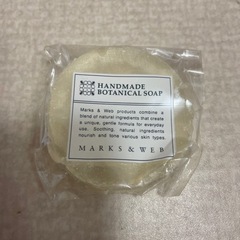 HANDMADE
BOTANICAL SOAP
Marks & Web products combine a
blend of natural ingredients that create
a unique, gentle formula for everyday
use. Soothing, natural ingredients
nourish and tone various skin types.
MARKS & WEB